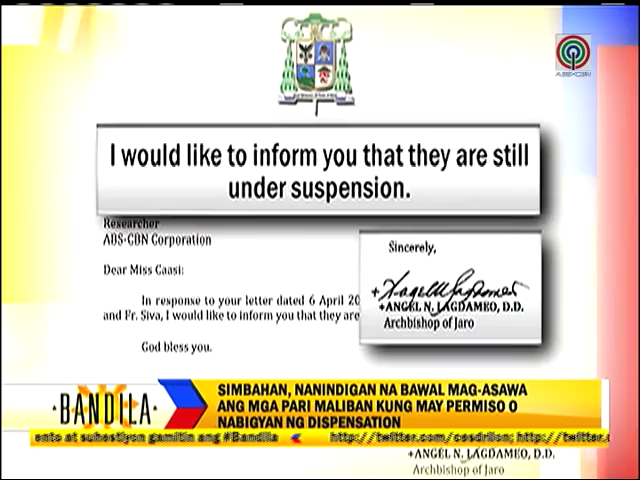 ABS-CBN
I would like to inform you that they are still
under suspension.
Researcher
ABS-CBN Corporation
Dear Miss Caasi:
In response to your letter dated 6 April 20
and Fr. Siva, I would like to inform you that they are
God bless you.
Sincerely,
+ANGEL N. LAGDAMEO, D.D.
Archbishop of Jaro
BANDILA
SIMBAHAN, NANINDIGAN NA BAWAL MAG-ASAWA
ANG MGA PARI MALIBAN KUNG MAY PERMISO O
NABIGYAN NG DISPENSATION
ento at suhestiyon gamitin ang #Bandila http://twitter.com/cesdrilon; http://twitter.c
+ANGEL N. LAGDAMEO, D.D.
Archbishop of Jaro